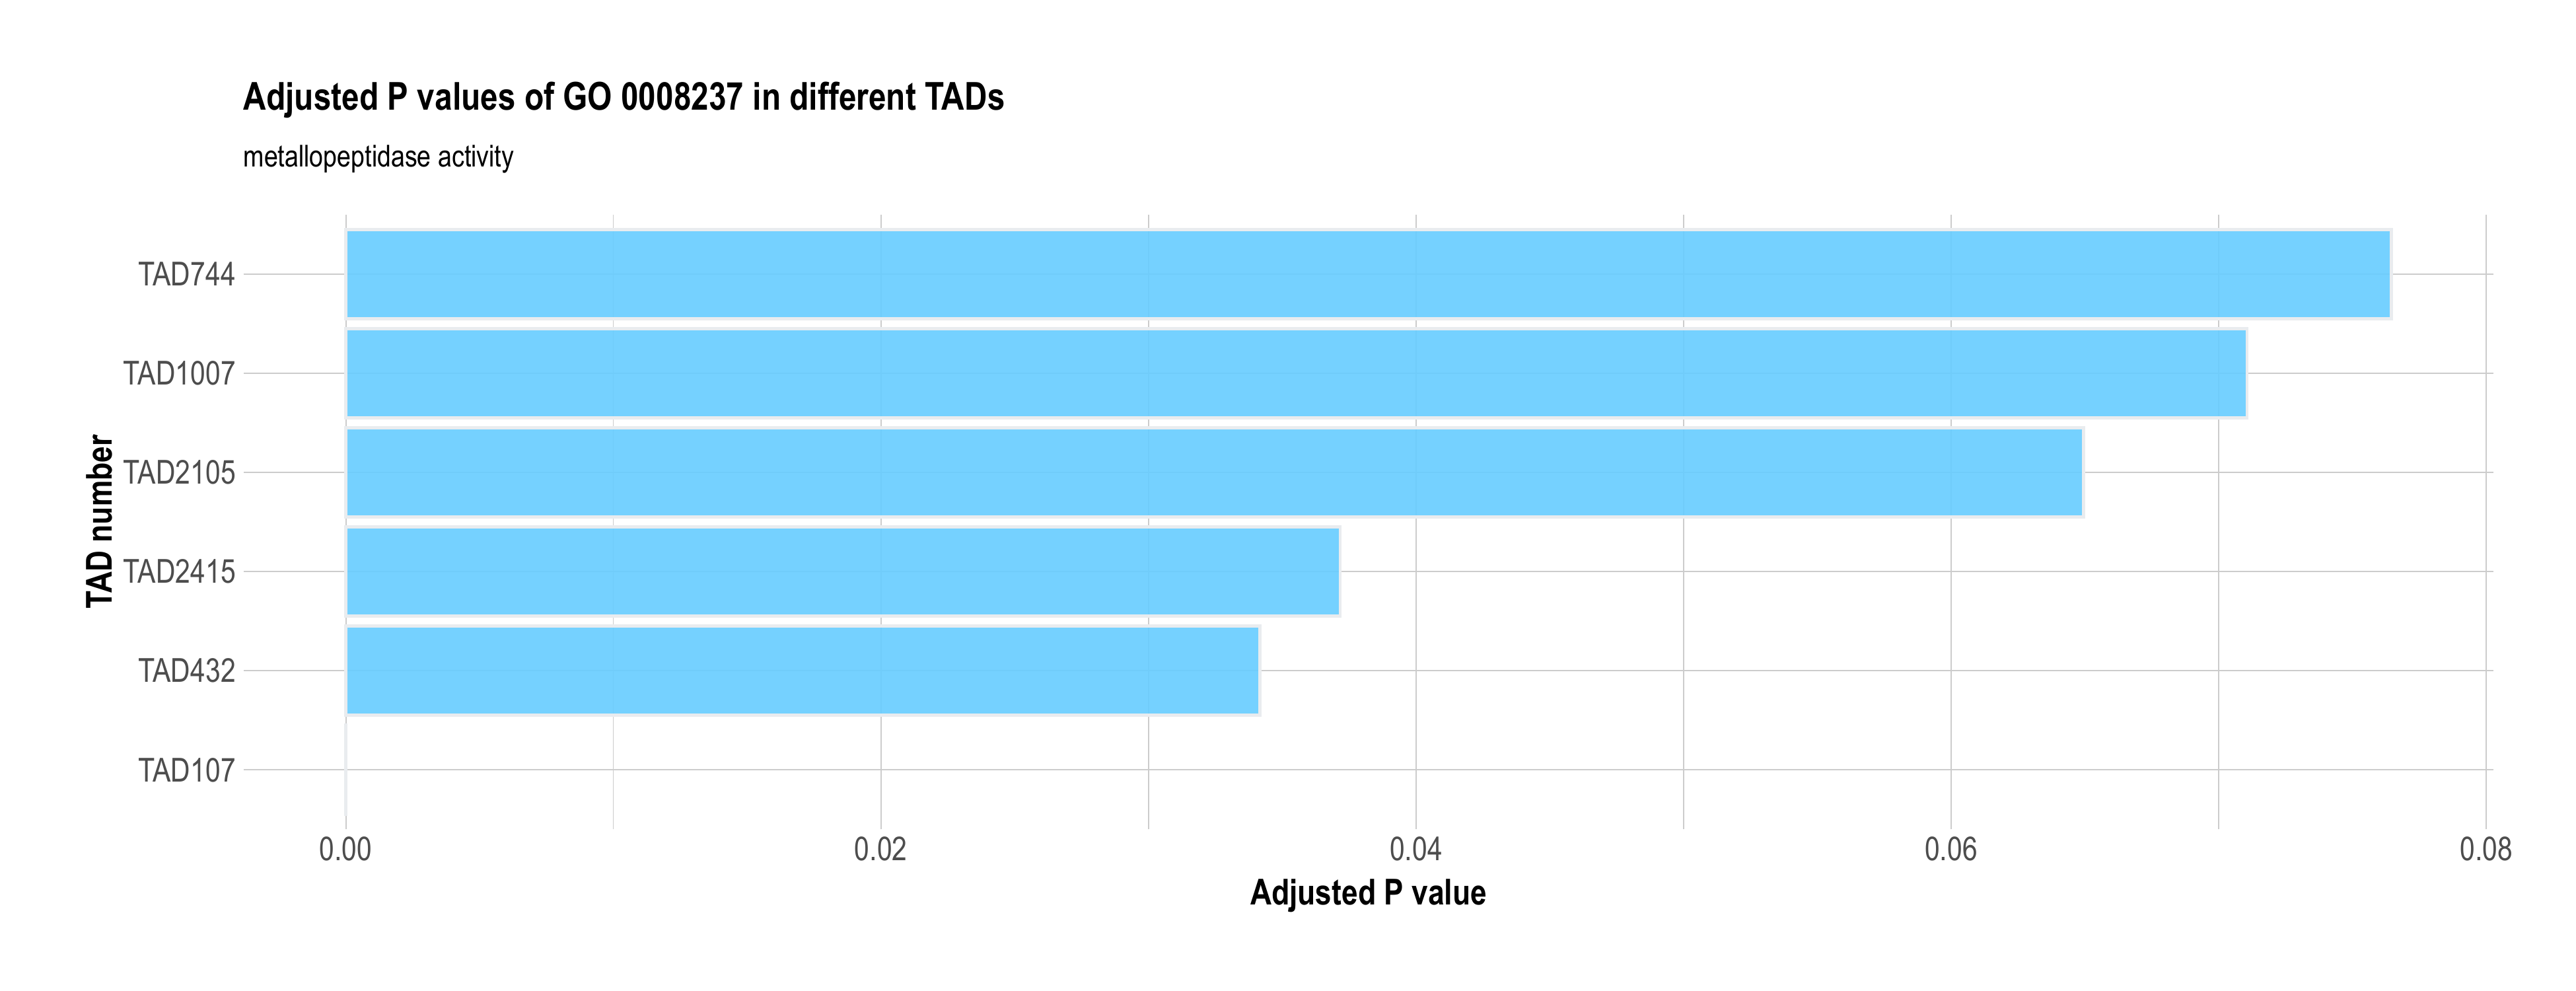 Adjusted P values of GO 0008237 in different TADs
metallopeptidase activity
TAD number
TAD744
TAD1007
TAD2105
TAD2415
TAD432
TAD107
0.00 0.02 0.04 0.06 0.08
Adjusted P value